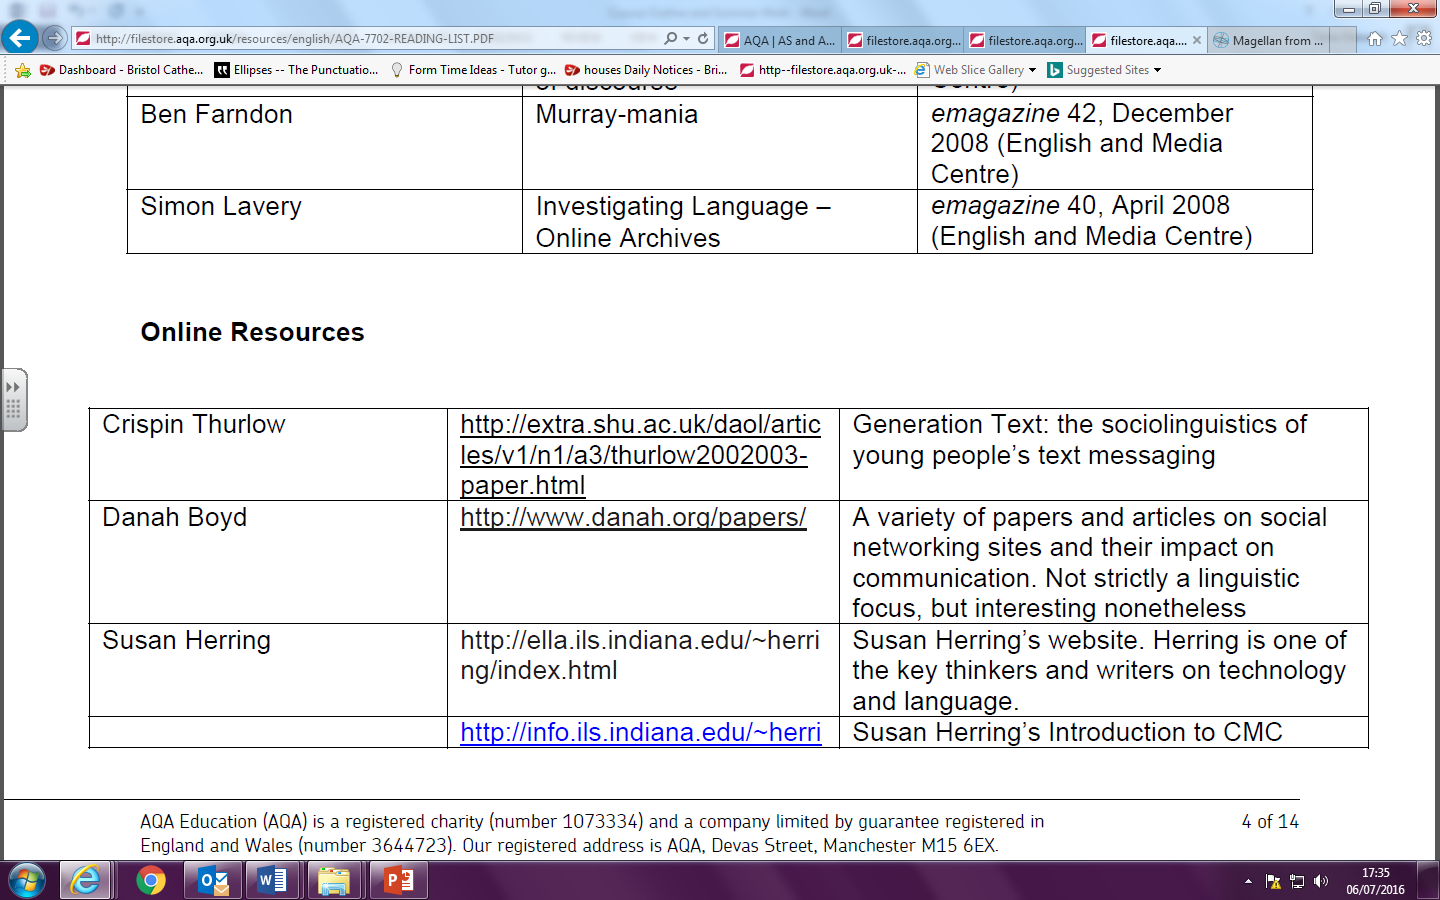 http://filestore.aqa.org.uk/resources/english/AQA-7702-READING-LIST.PDF
AQA | AS and A...
filestore.aqa.org...
filestore.aqa.org...
filestore.aqa....
Magellan from ...
Dashboard - Bristol Cathe...
Ellipses -- The Punctuatio...
Form Time Ideas - Tutor g...
houses Daily Notices - Bri...
http--filestore.aqa.org.uk-...
Web Slice Gallery
Suggested Sites
of discourse
Centre)
Ben Farndon
Murray-mania
emagazine 42, December
2008 (English and Media
Centre)
Simon Lavery
Investigating Language –
Online Archives
emagazine 40, April 2008
(English and Media Centre)
Online Resources
Crispin Thurlow
http://extra.shu.ac.uk/daol/artic
les/v1/n1/a3/thurlow2002003-
paper.html
Generation Text: the sociolinguistics of
young people’s text messaging
Danah Boyd
http://www.danah.org/papers/
A variety of papers and articles on social
networking sites and their impact on
communication. Not strictly a linguistic
focus, but interesting nonetheless
Susan Herring
http://ella.ils.indiana.edu/~herri
ng/index.html
Susan Herring’s website. Herring is one of
the key thinkers and writers on technology
and language.
http://info.ils.indiana.edu/~herri
Susan Herring’s Introduction to CMC
AQA Education (AQA) is a registered charity (number 1073334) and a company limited by guarantee registered in
England and Wales (number 3644723). Our registered address is AQA, Devas Street, Manchester M15 6EX.
4 of 14
17:35
06/07/2016